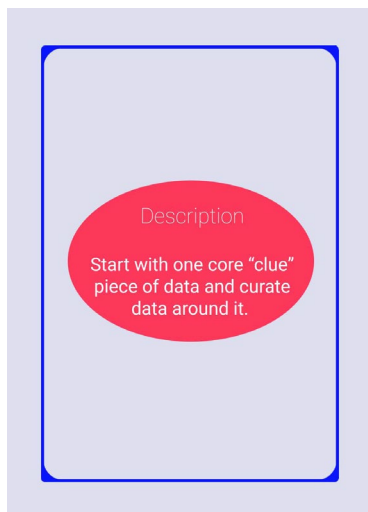 Description
Start with one core “clue”
piece of data and curate
data around it.